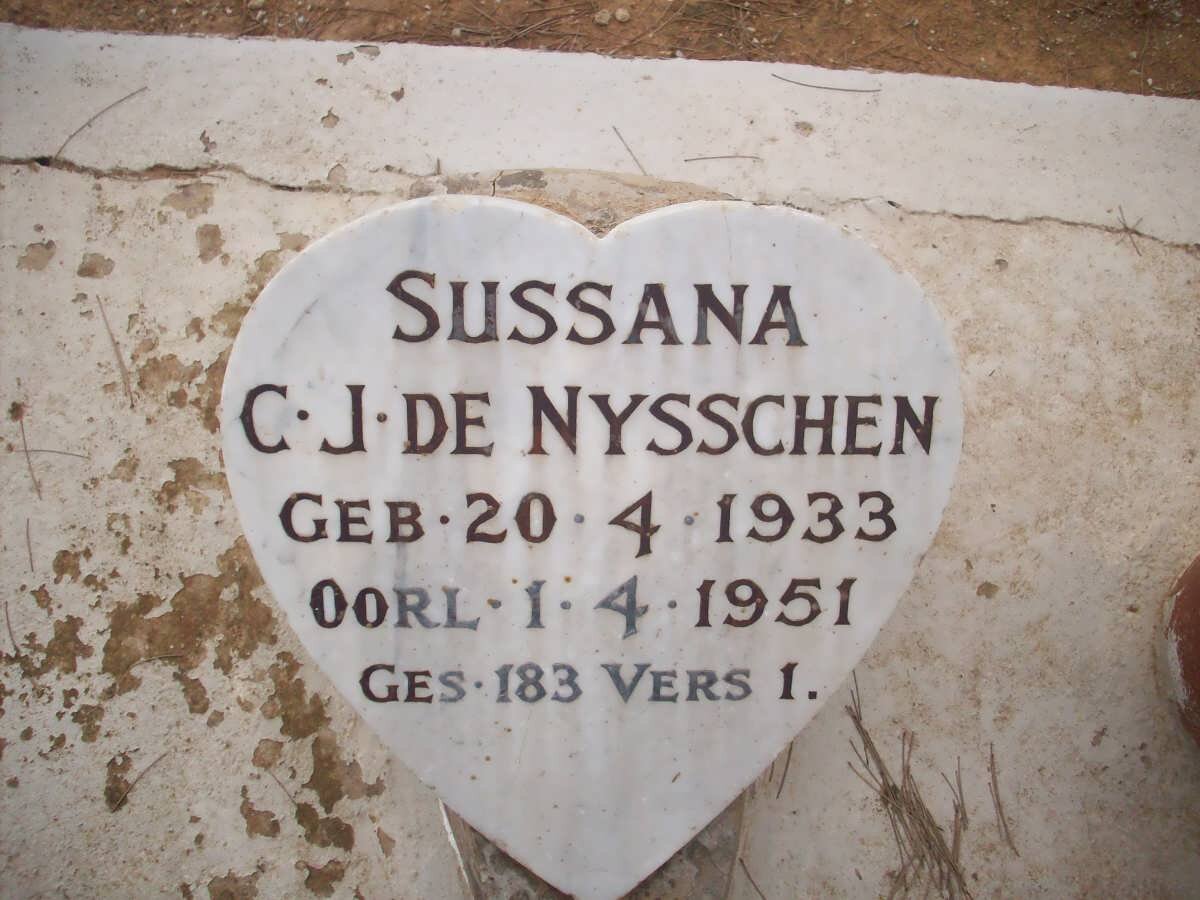 SUSSANA
C·J·DE NYSSCHEN
GEB·20·4·1933
OORL·1·4·1951
GES·183 VERS 1.